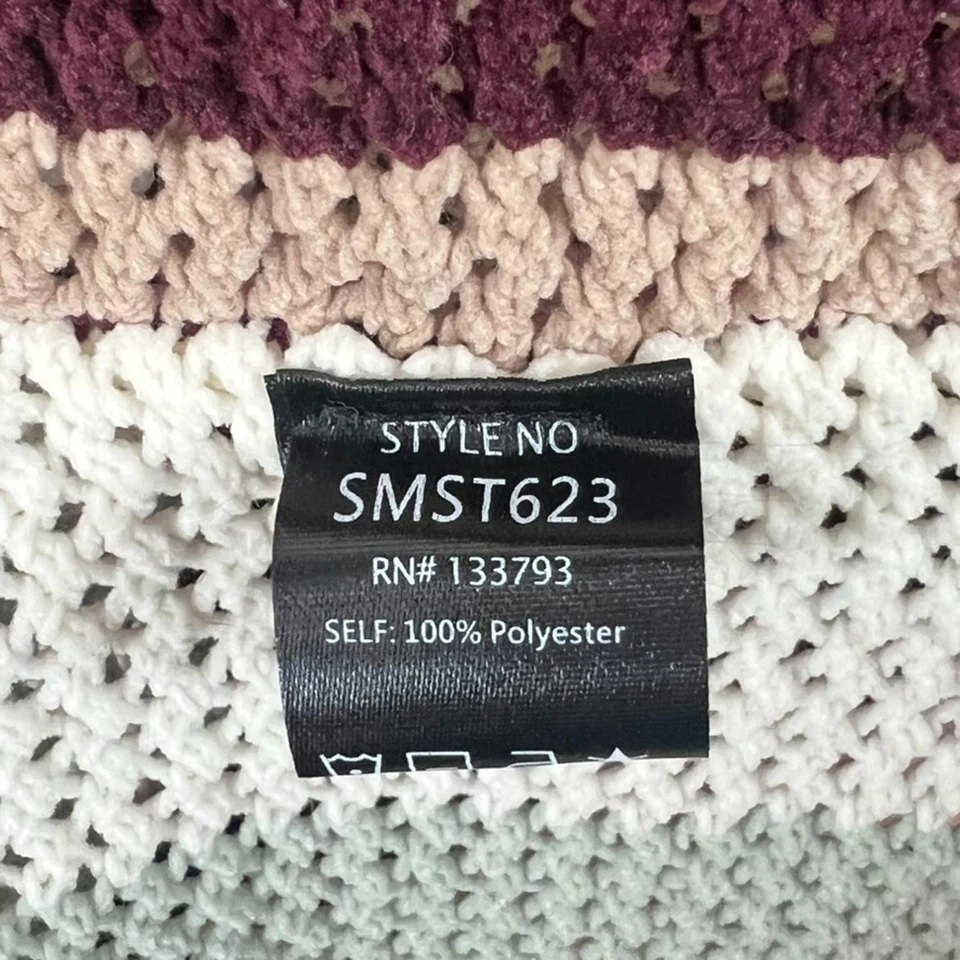 STYLE NO
SMST623
RN# 133793
SELF: 100% Polyester